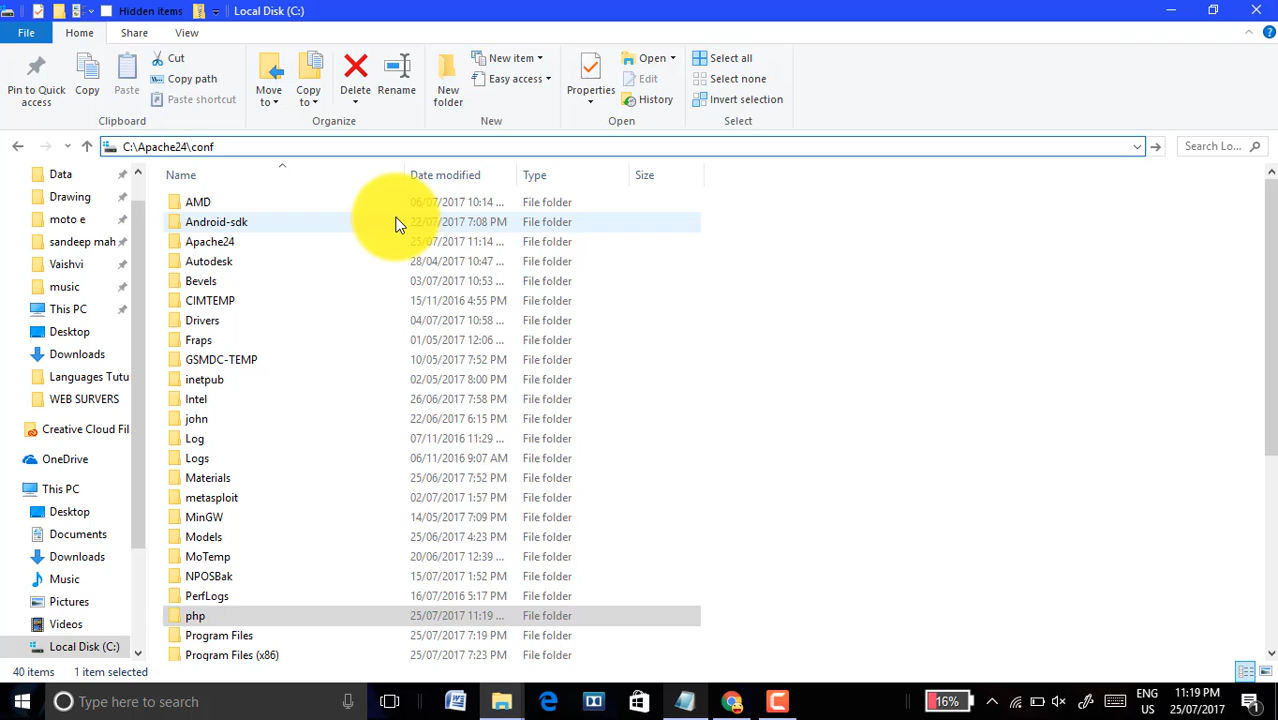 Hidden items Local Disk (C:)
File Home Share View
Pin to Quick access
Copy
Paste
Cut
Copy path
Paste shortcut
Clipboard
Move to
Copy to
Delete
Rename
Organize
New folder
New item
Easy access
New
Properties
Open
Edit
History
Open
Select all
Select none
Invert selection
Select
C:\Apache24\conf
Search Lo...
Data
Drawing
moto e
sandeep mah
Vaishvi
music
This PC
Desktop
Downloads
Languages Tutu
WEB SURVERS
Creative Cloud Fil
OneDrive
This PC
Desktop
Documents
Downloads
Music
Pictures
Videos
Local Disk (C:)
Name Date modified Type Size
AMD 06/07/2017 10:14 ... File folder
Android-sdk 22/07/2017 7:08 PM File folder
Apache24 25/07/2017 11:14 ... File folder
Autodesk 28/04/2017 10:47 ... File folder
Bevels 03/07/2017 10:53 ... File folder
CIMTEMP 15/11/2016 4:55 PM File folder
Drivers 04/07/2017 10:58 ... File folder
Fraps 01/05/2017 12:06 ... File folder
GSMDC-TEMP 10/05/2017 7:52 PM File folder
inetpub 02/05/2017 8:00 PM File folder
Intel 26/06/2017 7:58 PM File folder
john 22/06/2017 6:15 PM File folder
Log 07/11/2016 11:29 ... File folder
Logs 06/11/2016 9:07 AM File folder
Materials 25/06/2017 7:52 PM File folder
metasploit 02/07/2017 1:57 PM File folder
MinGW 14/05/2017 7:09 PM File folder
Models 25/06/2017 4:23 PM File folder
MoTemp 20/06/2017 12:39 ... File folder
NPOSBak 15/07/2017 1:52 PM File folder
PerfLogs 16/07/2016 5:17 PM File folder
php 25/07/2017 11:19 ... File folder
Program Files 25/07/2017 7:19 PM File folder
Program Files (x86) 25/07/2017 7:23 PM File folder
40 items 1 item selected
Type here to search
16%
ENG
US
11:19 PM
25/07/2017
1